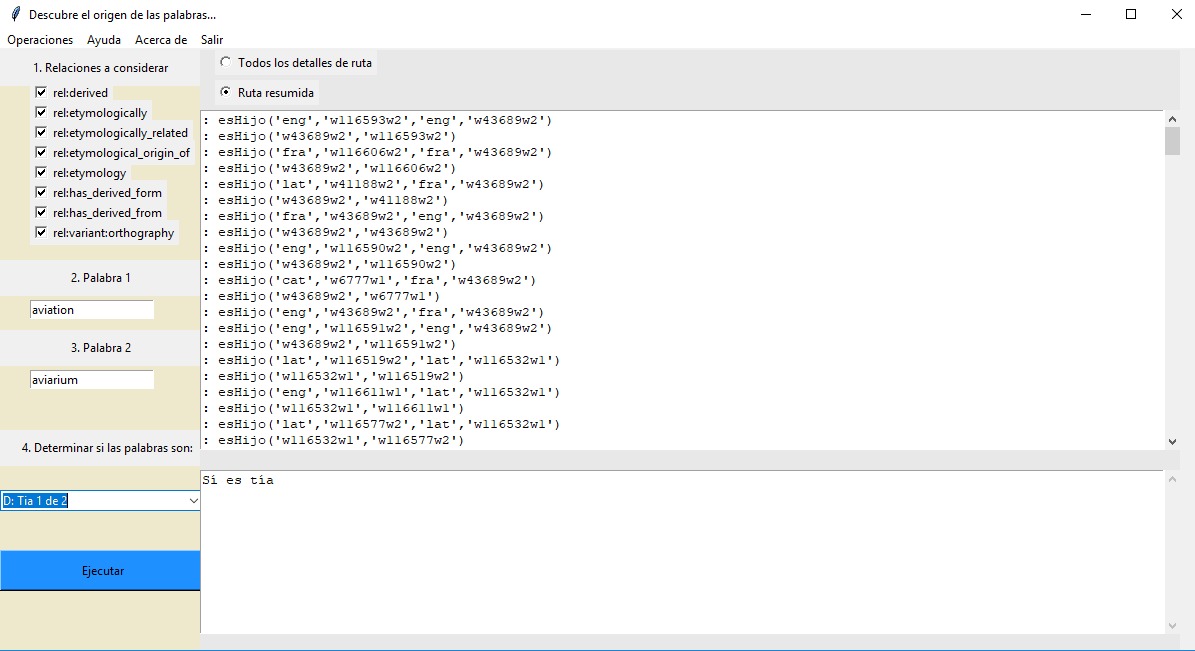 Descubre el origen de las palabras...
Operaciones Ayuda Acerca de Salir
1. Relaciones a considerar
rel:derived
rel:etymologically
rel:etymologically_related
rel:etymological_origin_of
rel:etymology
rel:has_derived_form
rel:has_derived_from
rel:variant:orthography
2. Palabra 1
aviation
3. Palabra 2
aviarium
4. Determinar si las palabras son:
D: Tia 1 de 2
Ejecutar
Todos los detalles de ruta
Ruta resumida
: esHijo('eng','w116593w2','eng','w43689w2')
: esHijo('w43689w2','w116593w2')
: esHijo('fra','w116606w2','fra','w43689w2')
: esHijo('w43689w2','w116606w2')
: esHijo('lat','w41188w2','fra','w43689w2')
: esHijo('w43689w2','w41188w2')
: esHijo('fra','w43689w2','eng','w43689w2')
: esHijo('w43689w2','w43689w2')
: esHijo('eng','w116590w2','eng','w43689w2')
: esHijo('w43689w2','w116590w2')
: esHijo('cat','w6777w1','fra','w43689w2')
: esHijo('w43689w2','w6777w1')
: esHijo('eng','w43689w2','fra','w43689w2')
: esHijo('eng','w116591w2','eng','w43689w2')
: esHijo('w43689w2','w116591w2')
: esHijo('lat','w116519w2','lat','w116532w1')
: esHijo('w116532w1','w116519w2')
: esHijo('eng','w116611w1','lat','w116532w1')
: esHijo('w116532w1','w116611w1')
: esHijo('lat','w116577w2','lat','w116532w1')
: esHijo('w116532w1','w116577w2')
Sí es tía